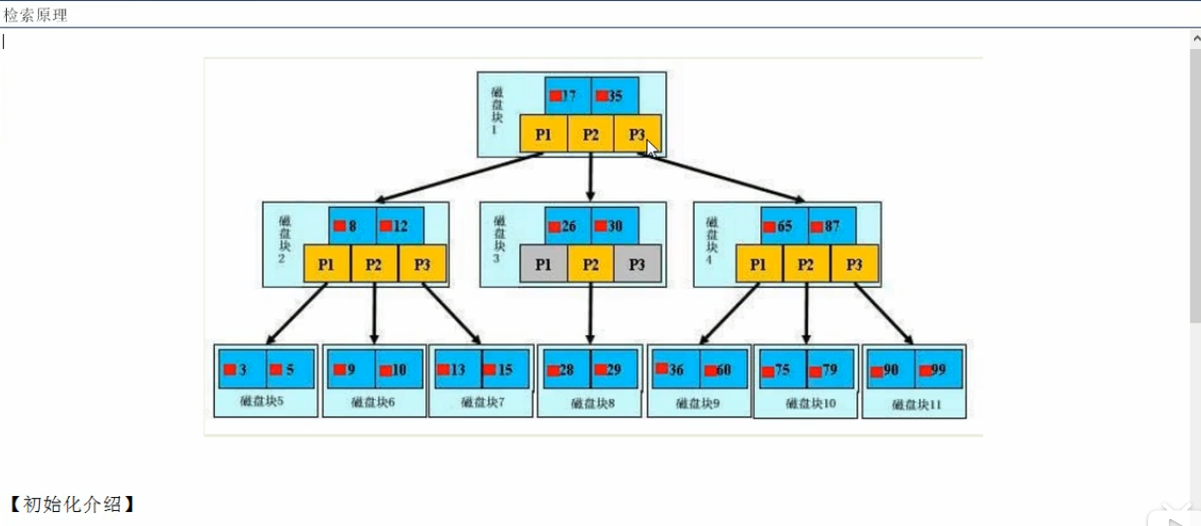 检索原理
磁盘块1
17 35
P1 P2 P3
磁盘块2
8 12
P1 P2 P3
磁盘块3
26 30
P1 P2 P3
磁盘块4
65 87
P1 P2 P3
3 5
磁盘块5
9 10
磁盘块6
13 15
磁盘块7
28 29
磁盘块8
36 60
磁盘块9
75 79
磁盘块10
90 99
磁盘块11
【初始化介绍】